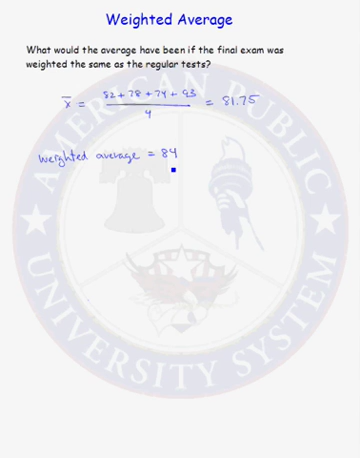 Weighted Average
What would the average have been if the final exam was
weighted the same as the regular tests?
x̄ = 82 + 78 + 74 + 93 / 4 = 81.75
weighted average = 84
AMERICAN PUBLIC
UNIVERSITY SYSTEM